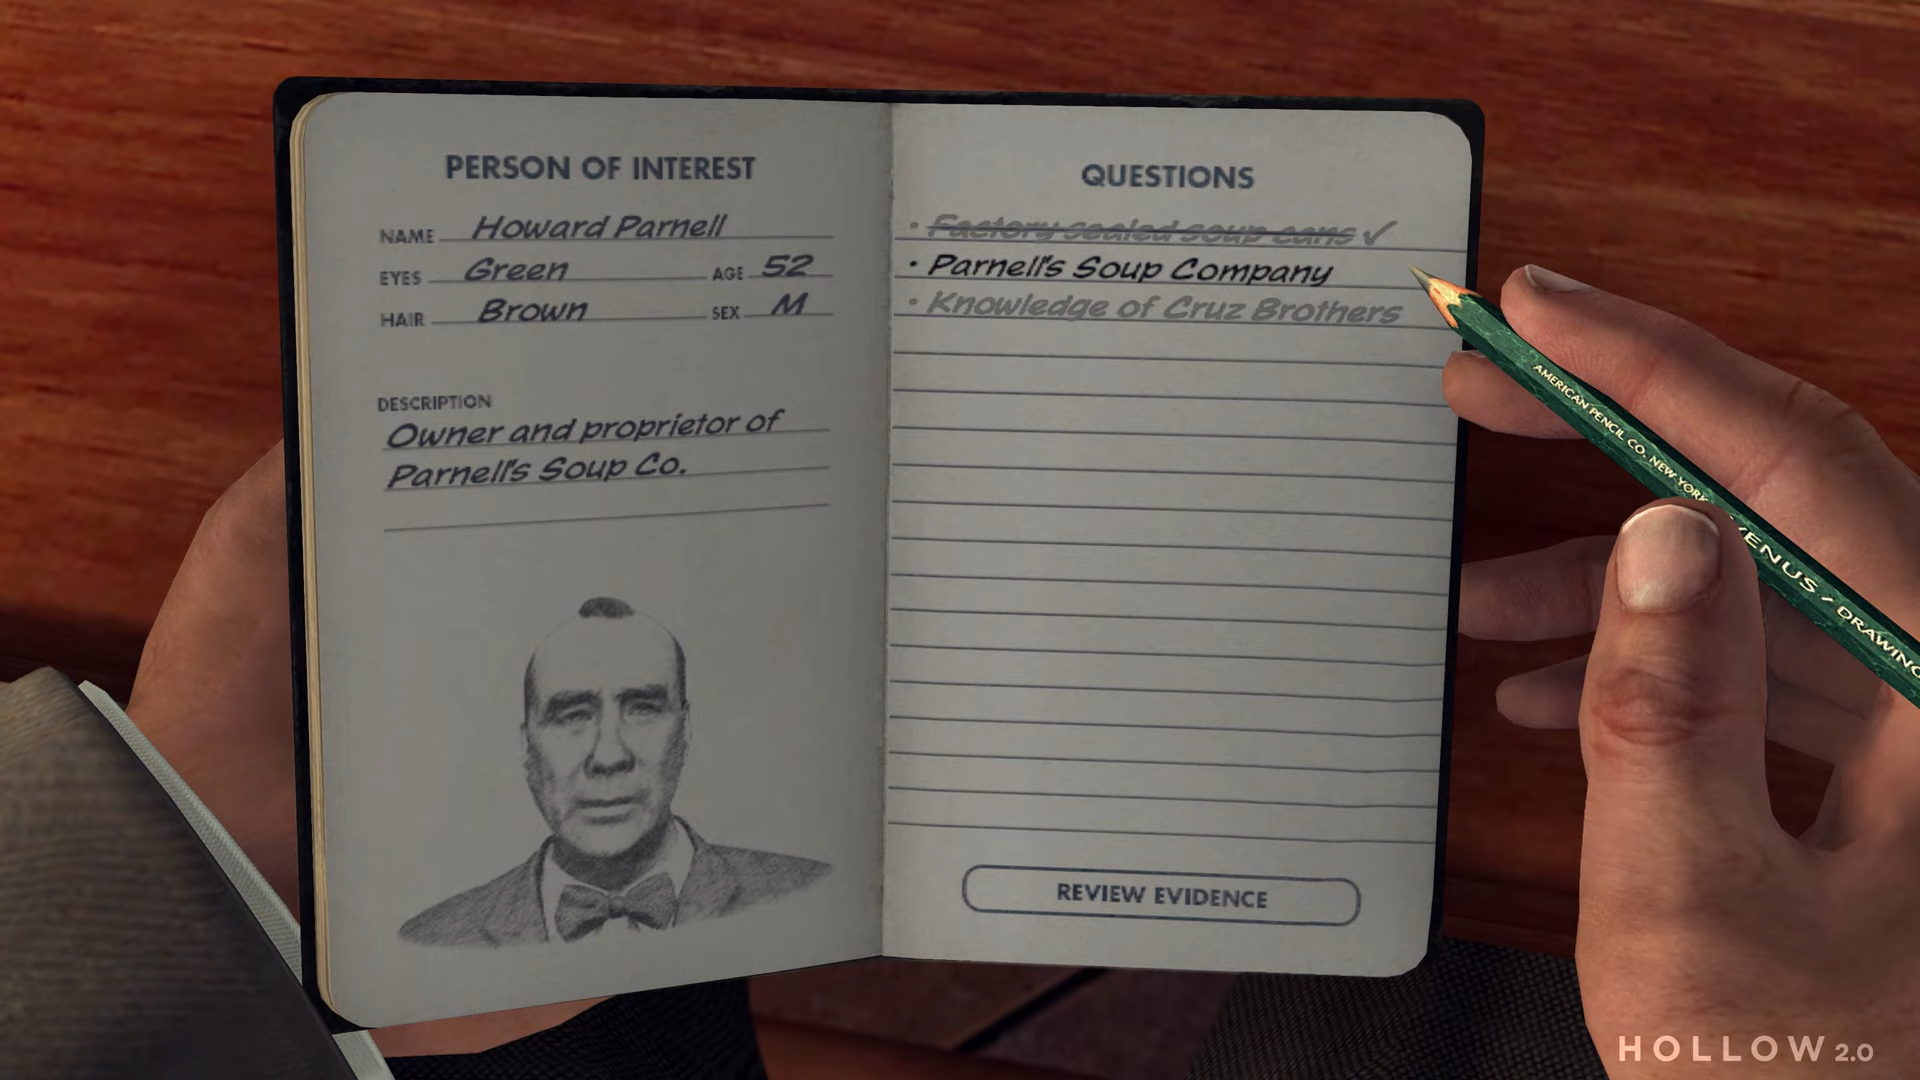 PERSON OF INTEREST
NAME Howard Parnell
EYES Green AGE 52
HAIR Brown SEX M
DESCRIPTION
Owner and proprietor of
Parnell's Soup Co.
QUESTIONS
• Factory sealed soup cans ✓
• Parnell's Soup Company
• Knowledge of Cruz Brothers
REVIEW EVIDENCE
AMERICAN PENCIL CO. NEW YORK
VENUS / DRAWING
HOLLOW 2.0